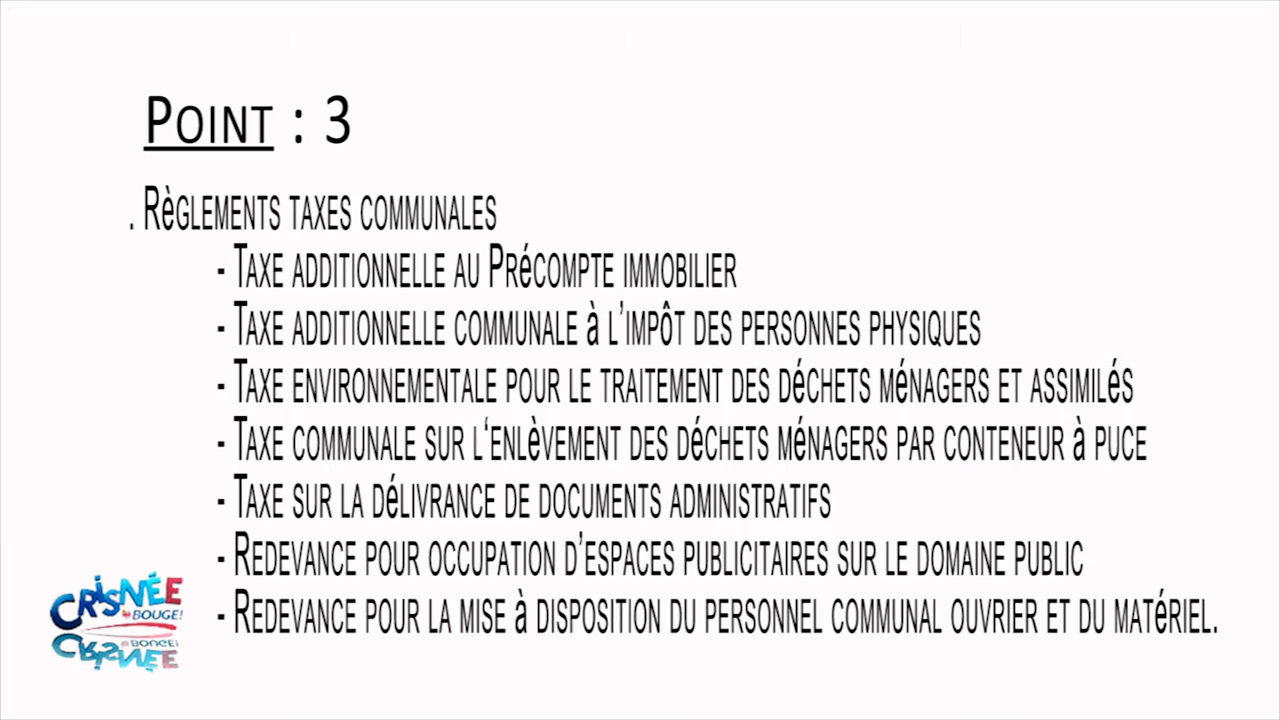 POINT : 3
. RèGLEMENTS TAXES COMMUNALES
- TAXE ADDITIONNELLE AU PRéCOMPTE IMMOBILIER
- TAXE ADDITIONNELLE COMMUNALE à L’IMPôT DES PERSONNES PHYSIQUES
- TAXE ENVIRONNEMENTALE POUR LE TRAITEMENT DES DéCHETS MéNAGERS ET ASSIMILéS
- TAXE COMMUNALE SUR L‘ENLèVEMENT DES DéCHETS MéNAGERS PAR CONTENEUR à PUCE
- TAXE SUR LA DéLIVRANCE DE DOCUMENTS ADMINISTRATIFS
- REDEVANCE POUR OCCUPATION D’ESPACES PUBLICITAIRES SUR LE DOMAINE PUBLIC
- REDEVANCE POUR LA MISE à DISPOSITION DU PERSONNEL COMMUNAL OUVRIER ET DU MATéRIEL.
CRISNÉE
BOUGE!